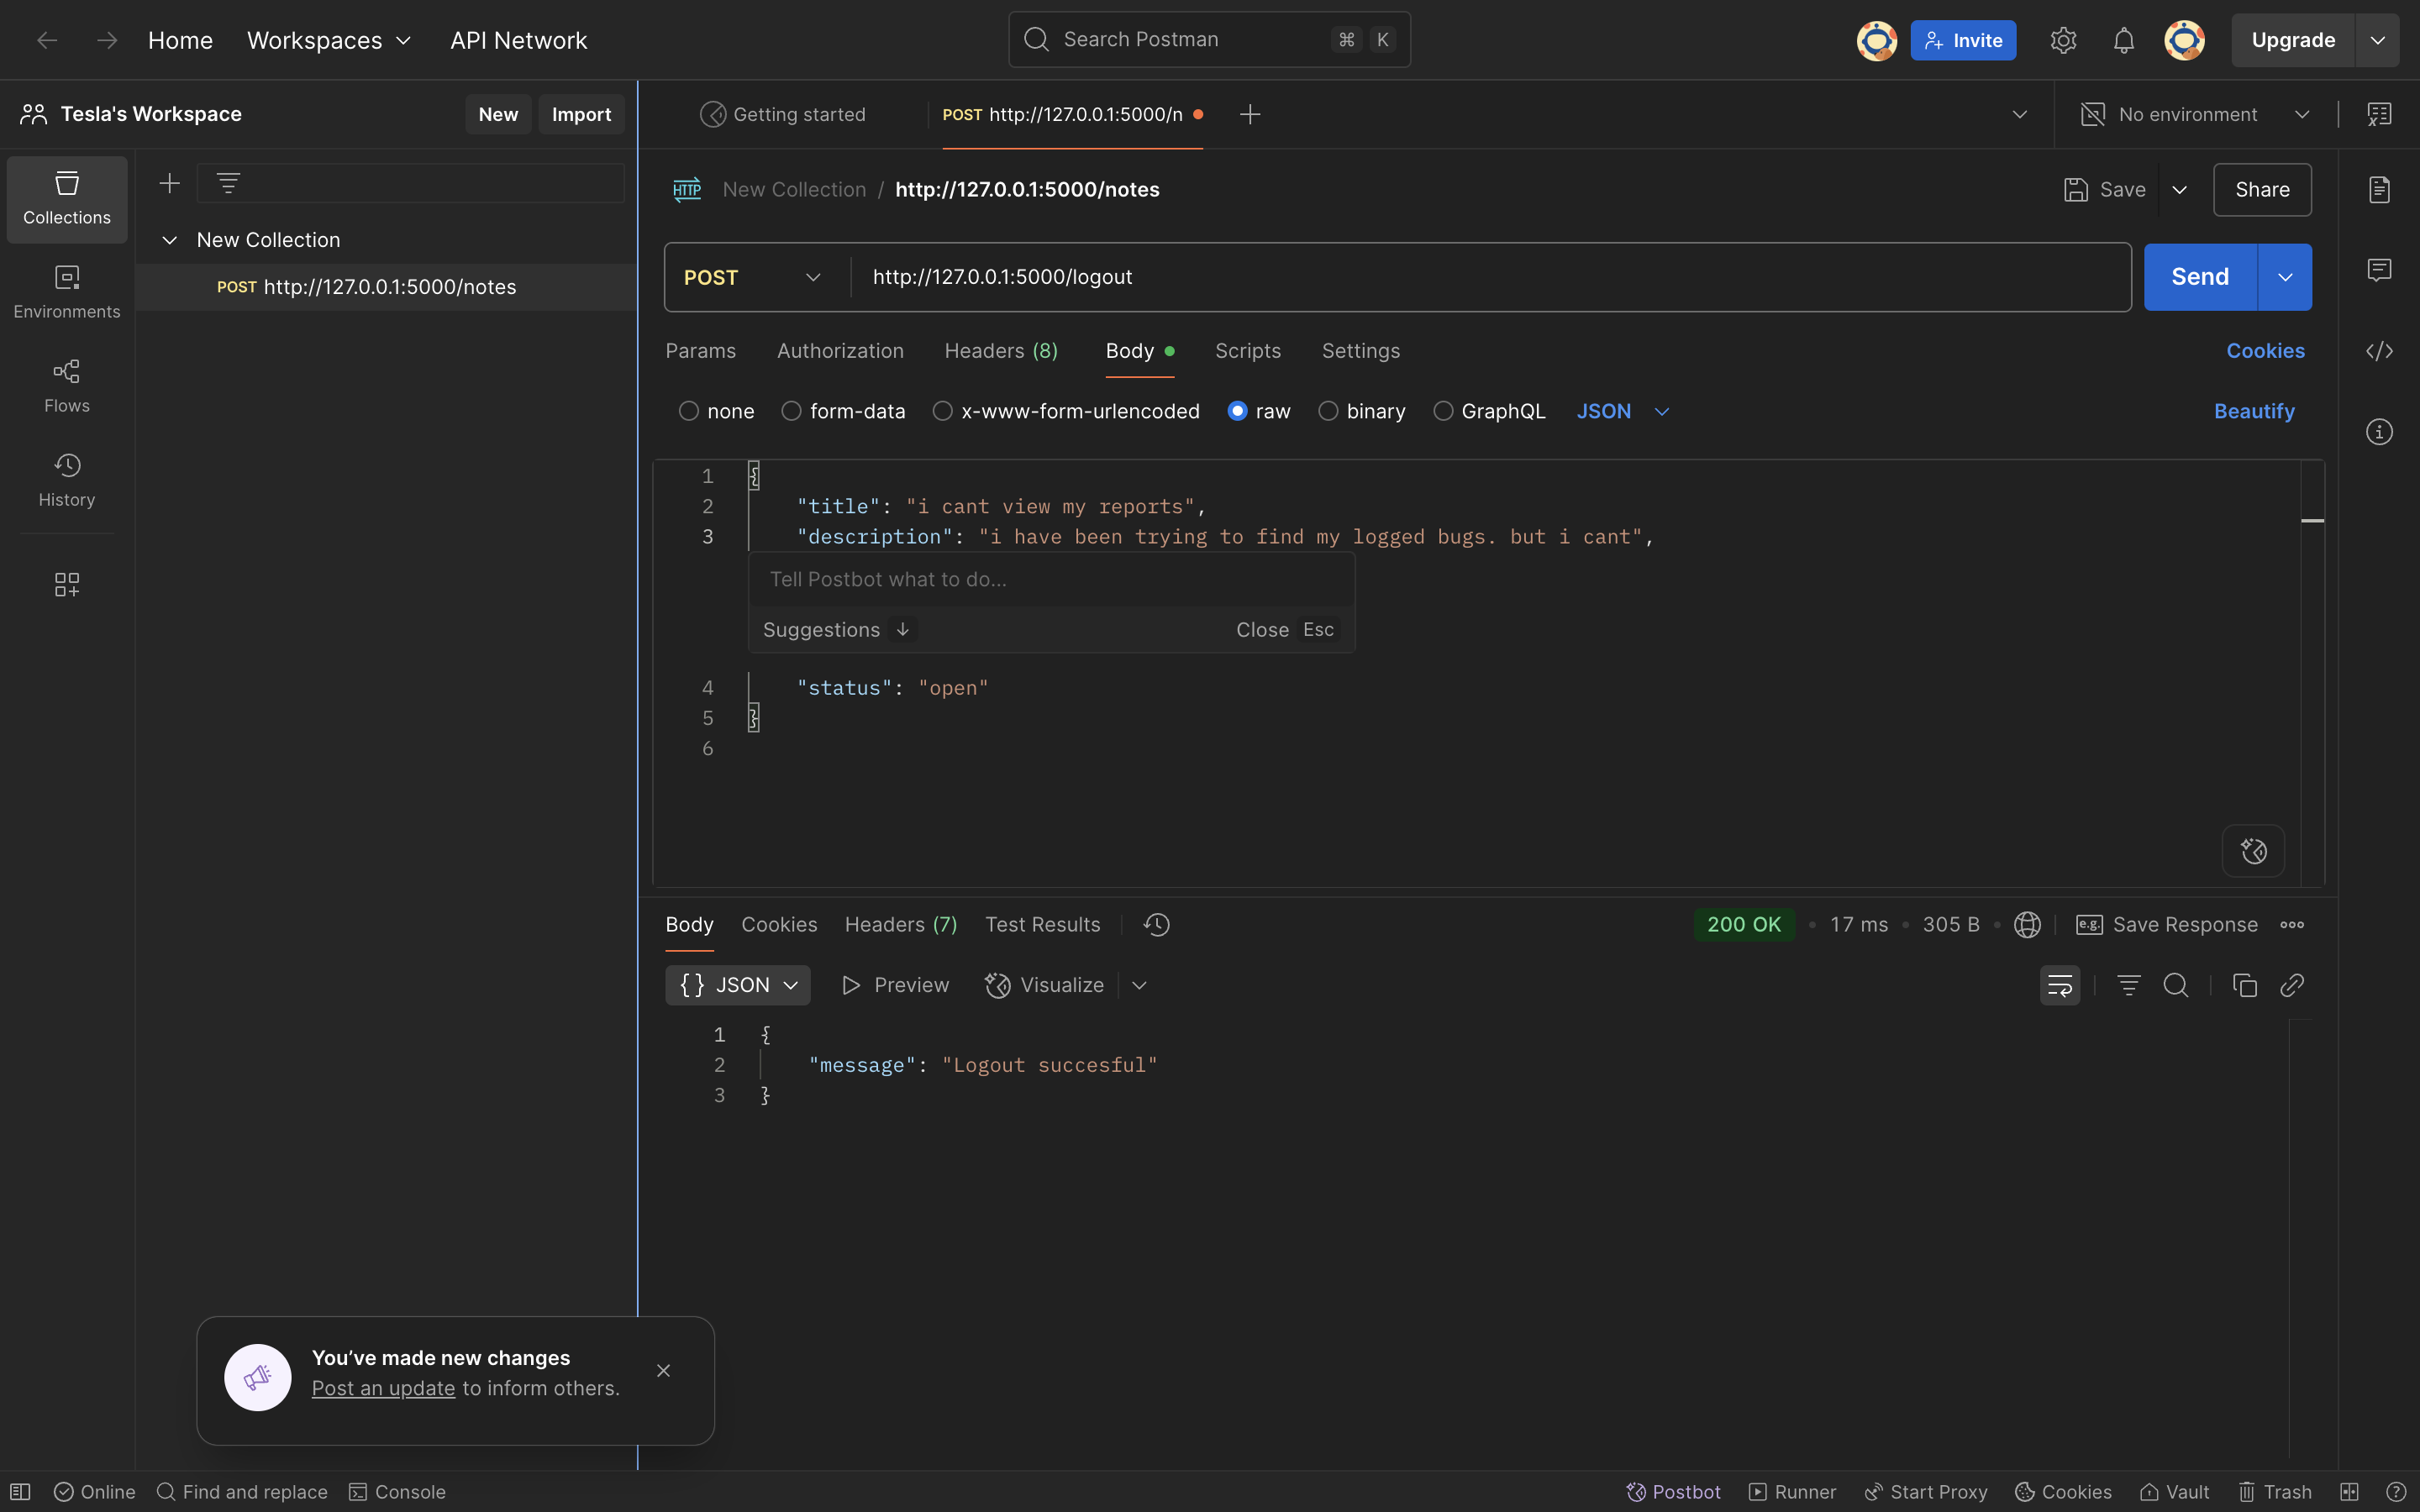 Home Workspaces API Network Search Postman ⌘ K Invite Upgrade
Tesla's Workspace New Import Getting started POST http://127.0.0.1:5000/n No environment
Collections
Environments
Flows
History
New Collection
POST http://127.0.0.1:5000/notes
HTTP New Collection / http://127.0.0.1:5000/notes Save Share
POST http://127.0.0.1:5000/logout Send
Params Authorization Headers (8) Body Scripts Settings Cookies
none form-data x-www-form-urlencoded raw binary GraphQL JSON Beautify
1 {
2 "title": "i cant view my reports",
3 "description": "i have been trying to find my logged bugs. but i cant",
Tell Postbot what to do...
Suggestions ↓ Close Esc
4 "status": "open"
5 }
6
Body Cookies Headers (7) Test Results 200 OK • 17 ms • 305 B • e.g. Save Response
{} JSON Preview Visualize
1 {
2 "message": "Logout succesful"
3 }
You’ve made new changes
Post an update to inform others.
Online Find and replace Console Postbot Runner Start Proxy Cookies Vault Trash